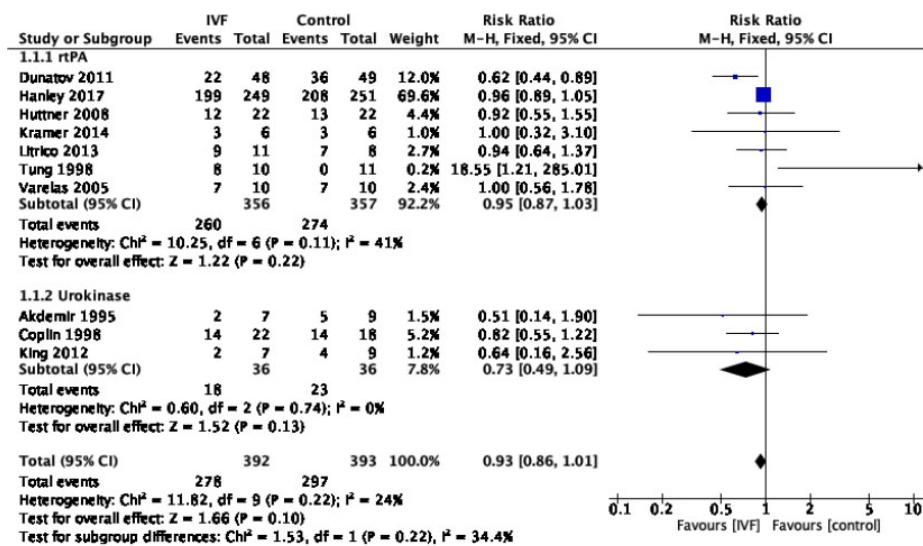 IVF Control Risk Ratio Risk Ratio
Study or Subgroup Events Total Events Total Weight M-H, Fixed, 95% CI M-H, Fixed, 95% CI
1.1.1 rtPA
Dunatov 2011 22 48 36 49 12.0% 0.62 [0.44, 0.89]
Hanley 2017 199 249 208 251 69.6% 0.96 [0.89, 1.05]
Huttner 2008 12 22 13 22 4.4% 0.92 [0.55, 1.55]
Kramer 2014 3 6 3 6 1.0% 1.00 [0.32, 3.10]
Litrico 2013 9 11 7 8 2.7% 0.94 [0.64, 1.37]
Tung 1998 8 10 0 11 0.2% 18.55 [1.21, 285.01]
Varelas 2005 7 10 7 10 2.4% 1.00 [0.56, 1.78]
Subtotal (95% CI) 356 357 92.2% 0.95 [0.87, 1.03]
Total events 260 274
Heterogeneity: Chi² = 10.25, df = 6 (P = 0.11); I² = 41%
Test for overall effect: Z = 1.22 (P = 0.22)
1.1.2 Urokinase
Akdemir 1995 2 7 5 9 1.5% 0.51 [0.14, 1.90]
Coplin 1998 14 22 14 18 5.2% 0.82 [0.55, 1.22]
King 2012 2 7 4 9 1.2% 0.64 [0.16, 2.56]
Subtotal (95% CI) 36 36 7.8% 0.73 [0.49, 1.09]
Total events 18 23
Heterogeneity: Chi² = 0.60, df = 2 (P = 0.74); I² = 0%
Test for overall effect: Z = 1.52 (P = 0.13)
Total (95% CI) 392 393 100.0% 0.93 [0.86, 1.01]
Total events 278 297
Heterogeneity: Chi² = 11.82, df = 9 (P = 0.22); I² = 24%
Test for overall effect: Z = 1.66 (P = 0.10)
Test for subgroup differences: Chi² = 1.53, df = 1 (P = 0.22), I² = 34.4%
0.1 0.2 0.5 1 2 5 10
Favours [IVF] Favours [control]